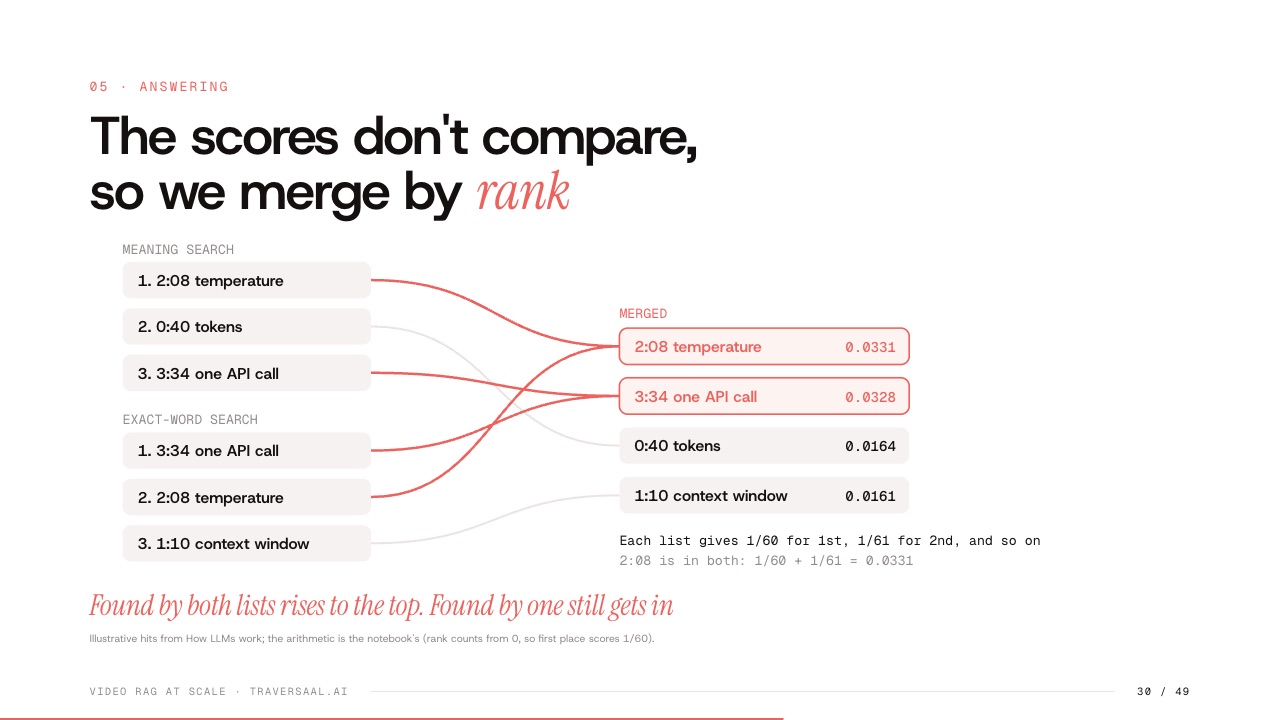 05 · ANSWERING
The scores don't compare,
so we merge by rank
MEANING SEARCH
1. 2:08 temperature
2. 0:40 tokens
3. 3:34 one API call
EXACT-WORD SEARCH
1. 3:34 one API call
2. 2:08 temperature
3. 1:10 context window
MERGED
2:08 temperature 0.0331
3:34 one API call 0.0328
0:40 tokens 0.0164
1:10 context window 0.0161
Each list gives 1/60 for 1st, 1/61 for 2nd, and so on
2:08 is in both: 1/60 + 1/61 = 0.0331
Found by both lists rises to the top. Found by one still gets in
Illustrative hits from How LLMs work; the arithmetic is the notebook's (rank counts from 0, so first place scores 1/60).
VIDEO RAG AT SCALE · TRAVERSAAL.AI
30 / 49